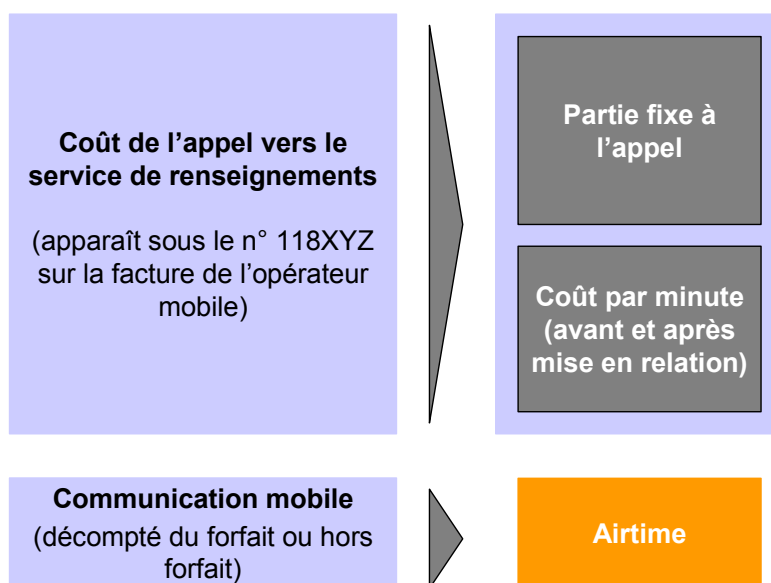 Coût de l’appel vers le
service de renseignements
(apparaît sous le n° 118XYZ
sur la facture de l’opérateur
mobile)
Partie fixe à
l’appel
Coût par minute
(avant et après
mise en relation)
Communication mobile
(décompté du forfait ou hors
forfait)
Airtime